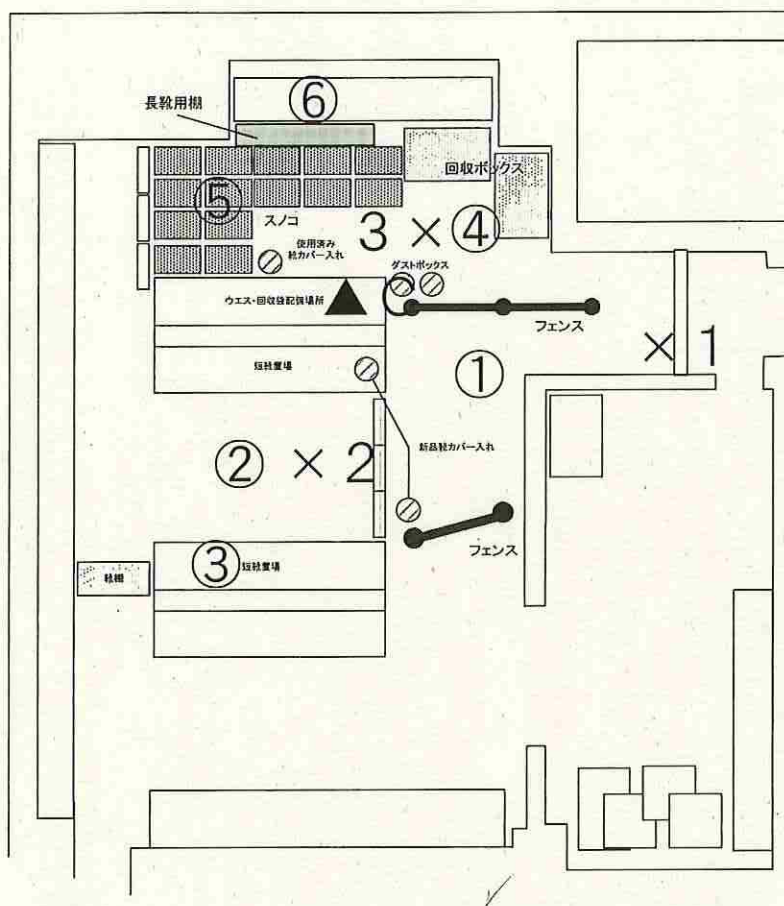 ⑥
長靴用棚
回収ボックス
⑤
スノコ
3 × ④
使用済み
靴カバー入れ
ダストボックス
ウエス・回収袋配備場所
フェンス
× 1
短靴置場
①
② × 2
新品靴カバー入れ
③
短靴置場
フェンス
靴棚